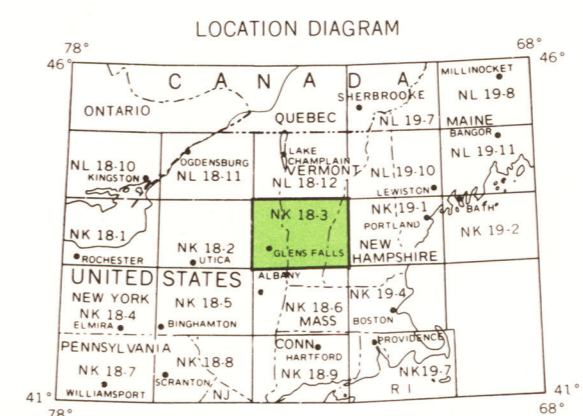 LOCATION DIAGRAM
78° 68°
46° 46°
CANADA
MILLINOCKET
NL 19-8
ONTARIO
SHERBROOKE
QUEBEC
NL 19-7
MAINE
BANGOR
NL 19-11
OGDENSBURG
LAKE
CHAMPLAIN
VERMONT
NL 18-10
KINGSTON
NL 18-11
NL 18-12
NL 19-10
LEWISTON
NK 18-3
NK 19-1
BATH
PORTLAND
NK 19-2
NK 18-1
ROCHESTER
NK 18-2
UTICA
GLENS FALLS
NEW
HAMPSHIRE
UNITED STATES
ALBANY
NEW YORK
NK 18-4
ELMIRA
NK 18-5
BINGHAMTON
NK 18-6
MASS
NK 19-4
BOSTON
PENNSYLVANIA
NK 18-7
WILLIAMSPORT
NK 18-8
SCRANTON
NJ
CONN
HARTFORD
NK 18-9
PROVIDENCE
NK19-7
RI
41° 41°
78° 68°